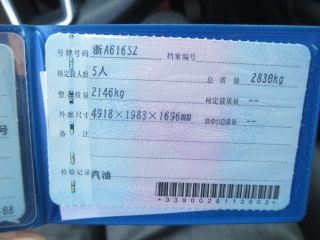 号牌号码 浙A616SZ 档案编号
核定载人数 5人 总质量 2830kg
整备质量 2146kg 核定载质量 --
外廓尺寸 4918×1983×1696mm 准牵引总质量 --
备注
检验记录 汽油
*3390028112902*